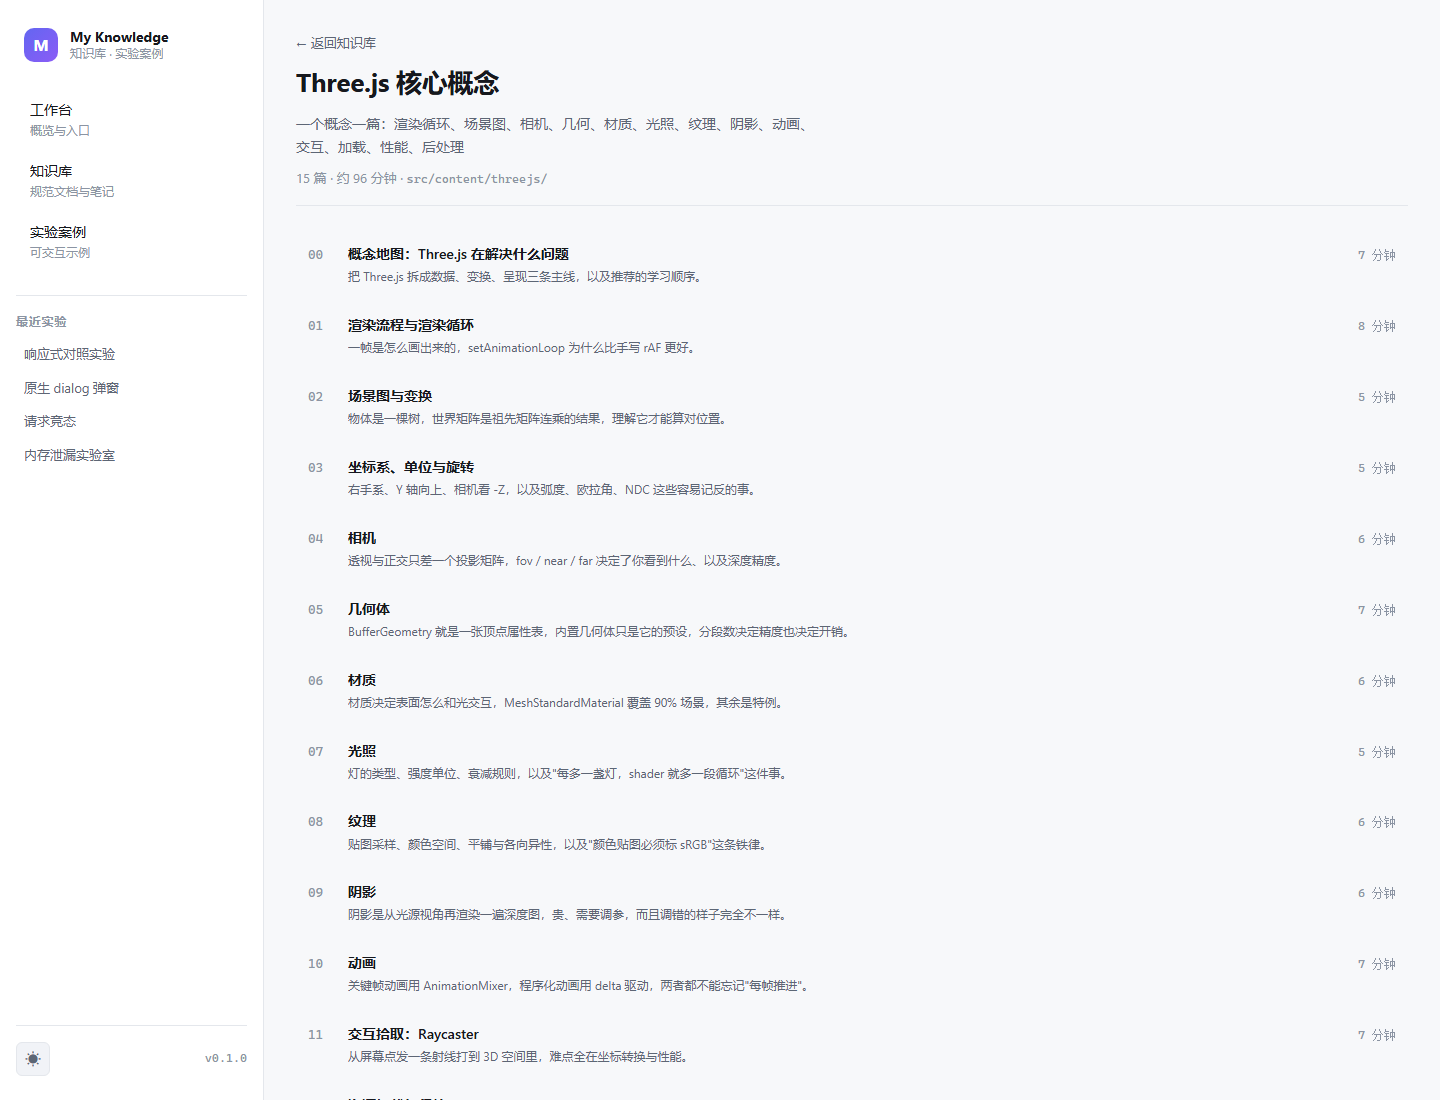 M
My Knowledge
知识库 · 实验案例
工作台
概览与入口
知识库
规范文档与笔记
实验案例
可交互示例
最近实验
响应式对照实验
原生 dialog 弹窗
请求竞态
内存泄漏实验室
v0.1.0
← 返回知识库
Three.js 核心概念
一个概念一篇：渲染循环、场景图、相机、几何、材质、光照、纹理、阴影、动画、
交互、加载、性能、后处理
15 篇 · 约 96 分钟 · src/content/threejs/
00 概念地图：Three.js 在解决什么问题 7 分钟
把 Three.js 拆成数据、变换、呈现三条主线，以及推荐的学习顺序。
01 渲染流程与渲染循环 8 分钟
一帧是怎么画出来的，setAnimationLoop 为什么比手写 rAF 更好。
02 场景图与变换 5 分钟
物体是一棵树，世界矩阵是祖先矩阵连乘的结果，理解它才能算对位置。
03 坐标系、单位与旋转 5 分钟
右手系、Y 轴向上、相机看 -Z，以及弧度、欧拉角、NDC 这些容易记反的事。
04 相机 6 分钟
透视与正交只差一个投影矩阵，fov / near / far 决定了你看到什么、以及深度精度。
05 几何体 7 分钟
BufferGeometry 就是一张顶点属性表，内置几何体只是它的预设，分段数决定精度也决定开销。
06 材质 6 分钟
材质决定表面怎么和光交互，MeshStandardMaterial 覆盖 90% 场景，其余是特例。
07 光照 5 分钟
灯的类型、强度单位、衰减规则，以及"每多一盏灯，shader 就多一段循环"这件事。
08 纹理 6 分钟
贴图采样、颜色空间、平铺与各向异性，以及"颜色贴图必须标 sRGB"这条铁律。
09 阴影 6 分钟
阴影是从光源视角再渲染一遍深度图，贵、需要调参，而且调错的样子完全不一样。
10 动画 7 分钟
关键帧动画用 AnimationMixer，程序化动画用 delta 驱动，两者都不能忘记"每帧推进"。
11 交互拾取：Raycaster 7 分钟
从屏幕点发一条射线打到 3D 空间里，难点全在坐标转换与性能。